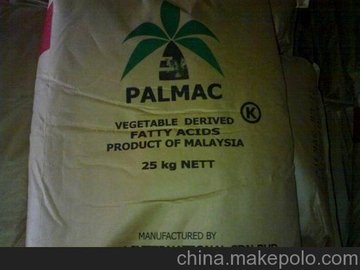 PALMAC
VEGETABLE DERIVED
FATTY ACIDS
PRODUCT OF MALAYSIA
K
25 kg NETT
MANUFACTURED BY
china.makepolo.com